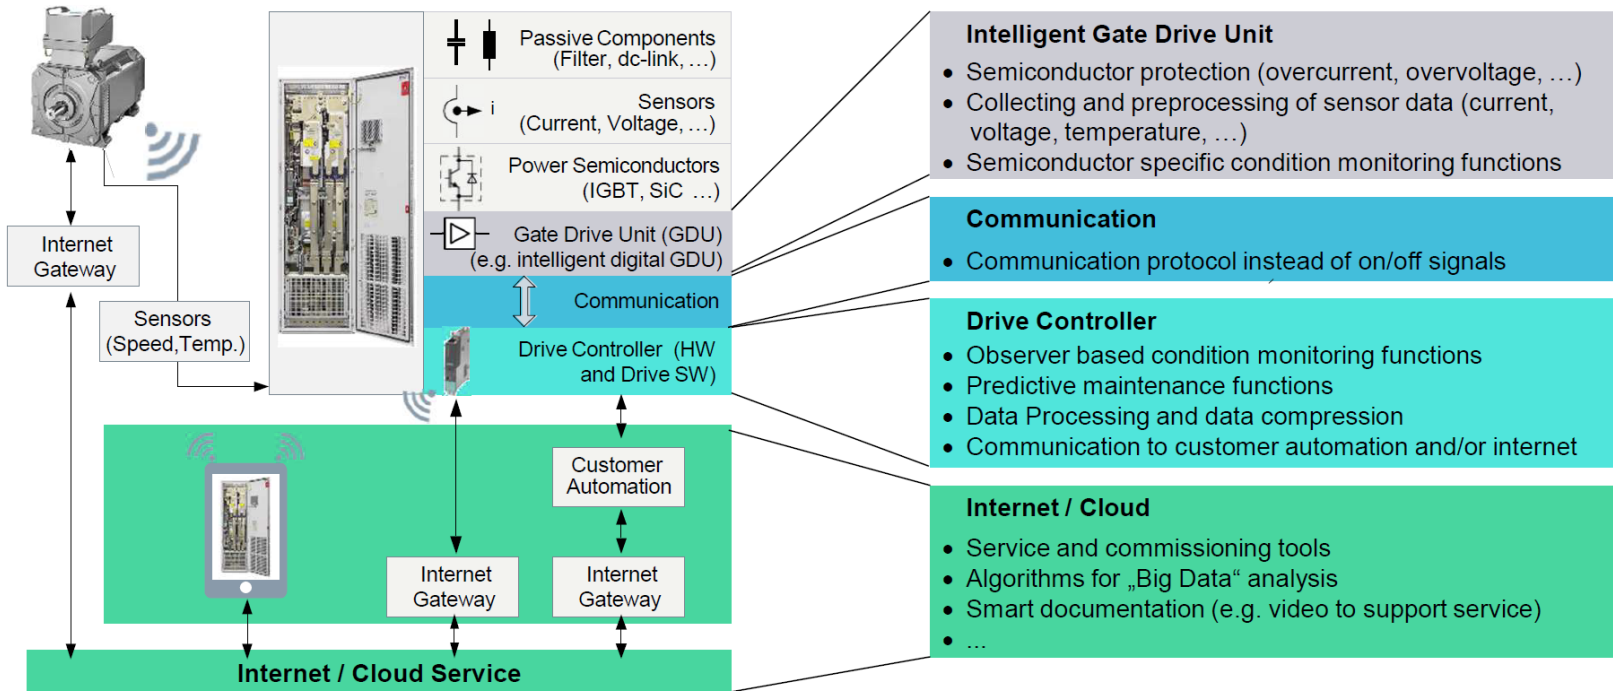 Passive Components
(Filter, dc-link, …)
i
Sensors
(Current, Voltage, …)
Power Semiconductors
(IGBT, SiC …)
Gate Drive Unit (GDU)
(e.g. intelligent digital GDU)
Communication
Drive Controller (HW
and Drive SW)
Internet
Gateway
Sensors
(Speed,Temp.)
Customer
Automation
Internet
Gateway
Internet
Gateway
Internet / Cloud Service
Intelligent Gate Drive Unit
• Semiconductor protection (overcurrent, overvoltage, …)
• Collecting and preprocessing of sensor data (current,
voltage, temperature, …)
• Semiconductor specific condition monitoring functions
Communication
• Communication protocol instead of on/off signals
Drive Controller
• Observer based condition monitoring functions
• Predictive maintenance functions
• Data Processing and data compression
• Communication to customer automation and/or internet
Internet / Cloud
• Service and commissioning tools
• Algorithms for „Big Data“ analysis
• Smart documentation (e.g. video to support service)
• ...